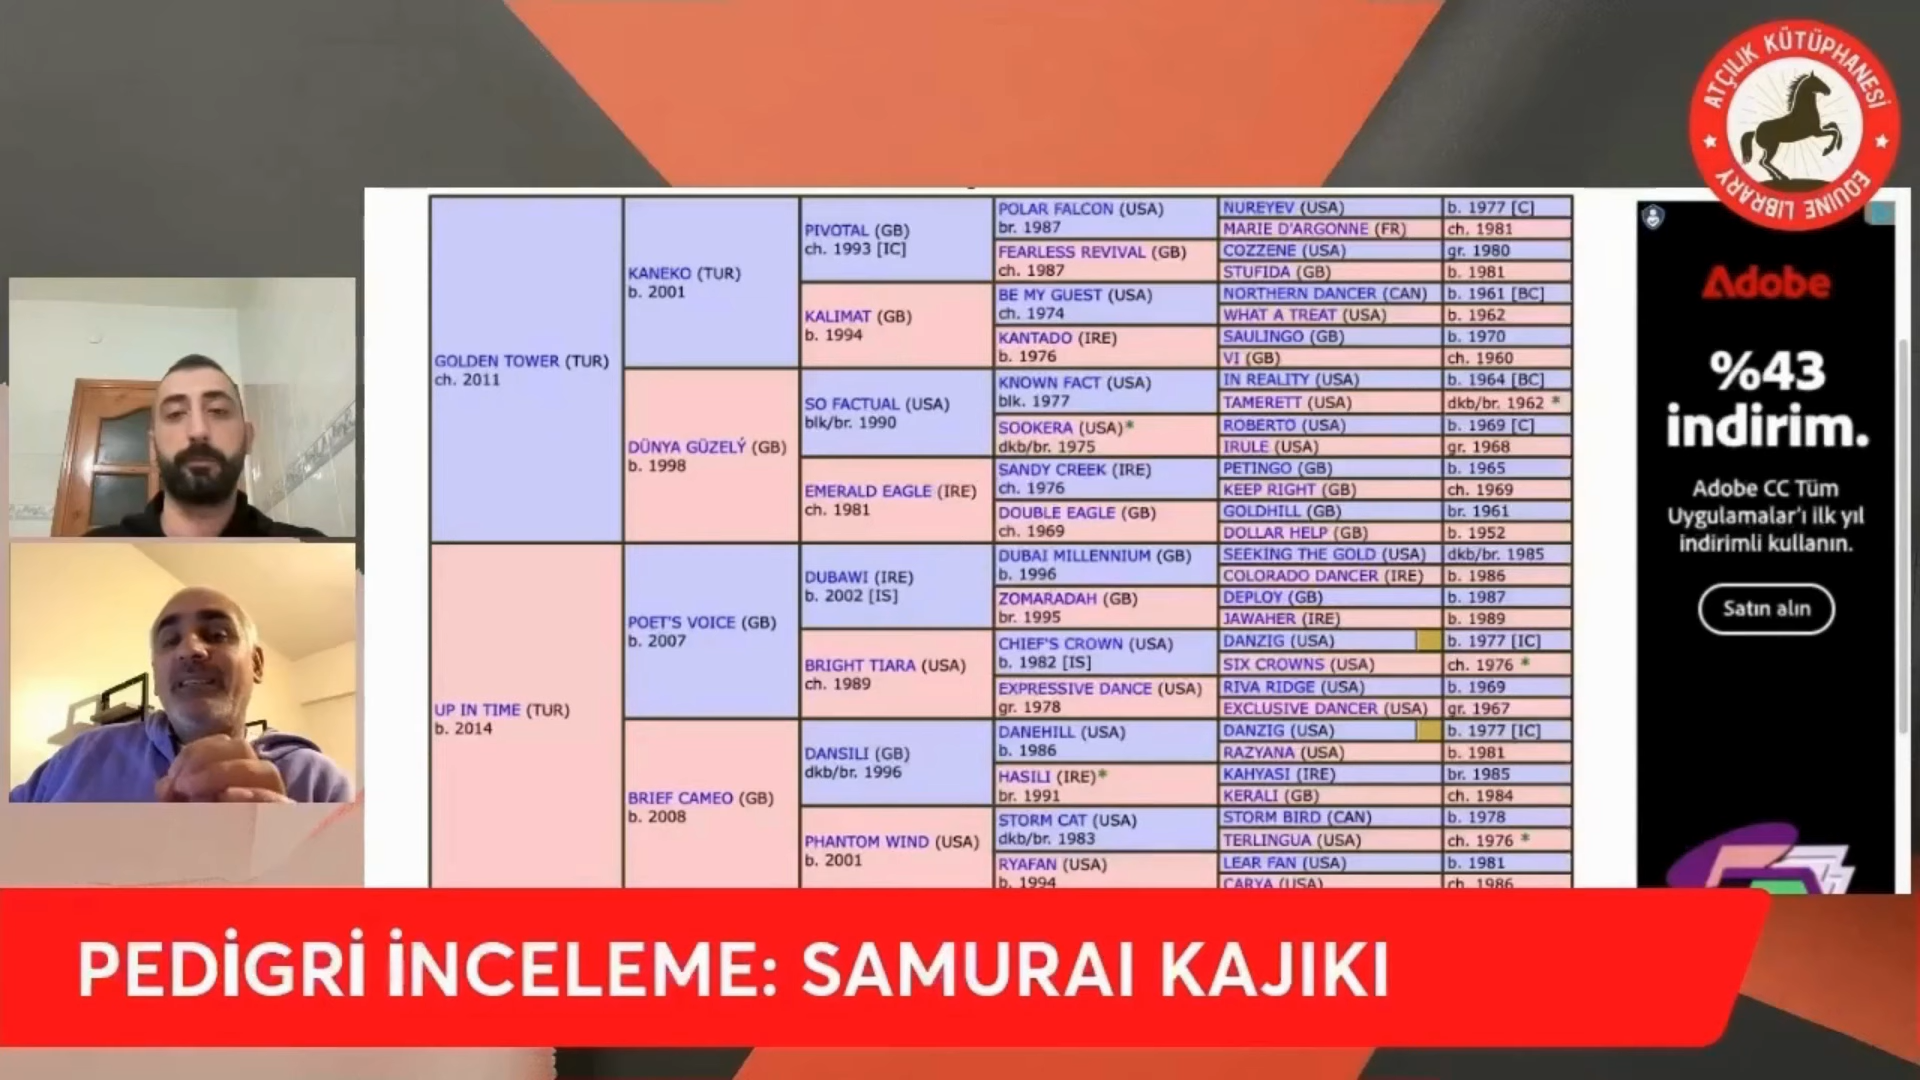 ATÇILIK KÜTÜPHANESİ
EQUINE LIBRARY
GOLDEN TOWER (TUR)
ch. 2011
UP IN TIME (TUR)
b. 2014
KANEKO (TUR)
b. 2001
DÜNYA GÜZELÝ (GB)
b. 1998
POET'S VOICE (GB)
b. 2007
BRIEF CAMEO (GB)
b. 2008
PIVOTAL (GB)
ch. 1993 [IC]
KALIMAT (GB)
b. 1994
SO FACTUAL (USA)
blk/br. 1990
EMERALD EAGLE (IRE)
ch. 1981
DUBAWI (IRE)
b. 2002 [IS]
BRIGHT TIARA (USA)
ch. 1989
DANSILI (GB)
dkb/br. 1996
PHANTOM WIND (USA)
b. 2001
POLAR FALCON (USA)
br. 1987
FEARLESS REVIVAL (GB)
ch. 1987
BE MY GUEST (USA)
ch. 1974
KANTADO (IRE)
b. 1976
KNOWN FACT (USA)
blk. 1977
SOOKERA (USA)*
dkb/br. 1975
SANDY CREEK (IRE)
ch. 1976
DOUBLE EAGLE (GB)
ch. 1969
DUBAI MILLENNIUM (GB)
b. 1996
ZOMARADAH (GB)
br. 1995
CHIEF'S CROWN (USA)
b. 1982 [IS]
EXPRESSIVE DANCE (USA)
gr. 1978
DANEHILL (USA)
b. 1986
HASILI (IRE)*
br. 1991
STORM CAT (USA)
dkb/br. 1983
RYAFAN (USA)
b. 1994
NUREYEV (USA) b. 1977 [C]
MARIE D'ARGONNE (FR) ch. 1981
COZZENE (USA) gr. 1980
STUFIDA (GB) b. 1981
NORTHERN DANCER (CAN) b. 1961 [BC]
WHAT A TREAT (USA) b. 1962
SAULINGO (GB) b. 1970
VI (GB) ch. 1960
IN REALITY (USA) b. 1964 [BC]
TAMERETT (USA) dkb/br. 1962 *
ROBERTO (USA) b. 1969 [C]
IRULE (USA) gr. 1968
PETINGO (GB) b. 1965
KEEP RIGHT (GB) ch. 1969
GOLDHILL (GB) br. 1961
DOLLAR HELP (GB) b. 1952
SEEKING THE GOLD (USA) dkb/br. 1985
COLORADO DANCER (IRE) b. 1986
DEPLOY (GB) b. 1987
JAWAHER (IRE) b. 1989
DANZIG (USA) b. 1977 [IC]
SIX CROWNS (USA) ch. 1976 *
RIVA RIDGE (USA) b. 1969
EXCLUSIVE DANCER (USA) gr. 1967
DANZIG (USA) b. 1977 [IC]
RAZYANA (USA) b. 1981
KAHYASI (IRE) br. 1985
KERALI (GB) ch. 1984
STORM BIRD (CAN) b. 1978
TERLINGUA (USA) ch. 1976 *
LEAR FAN (USA) b. 1981
CARYA (USA) ch. 1986
Adobe
%43
indirim.
Adobe CC Tüm
Uygulamalar'ı ilk yıl
indirimli kullanın.
Satın alın
PEDİGRİ İNCELEME: SAMURAI KAJIKI